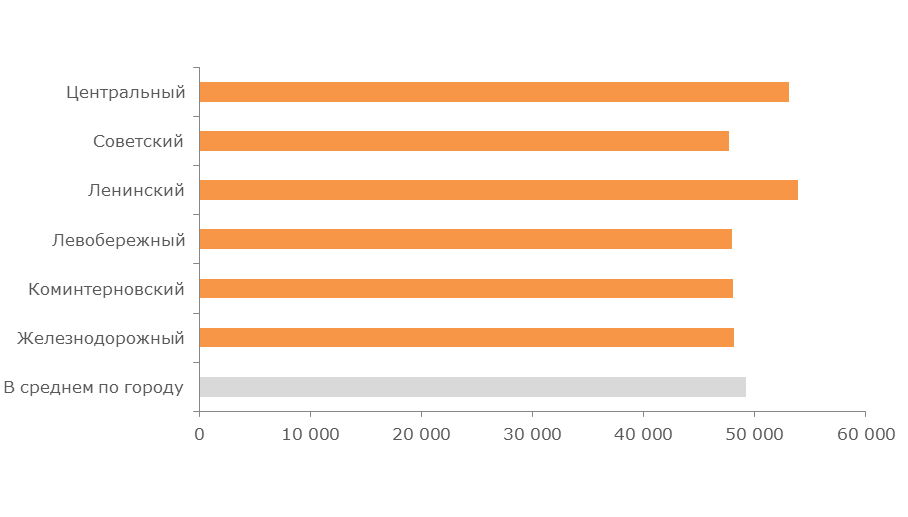 Центральный
Советский
Ленинский
Левобережный
Коминтерновский
Железнодорожный
В среднем по городу
0 10 000 20 000 30 000 40 000 50 000 60 000